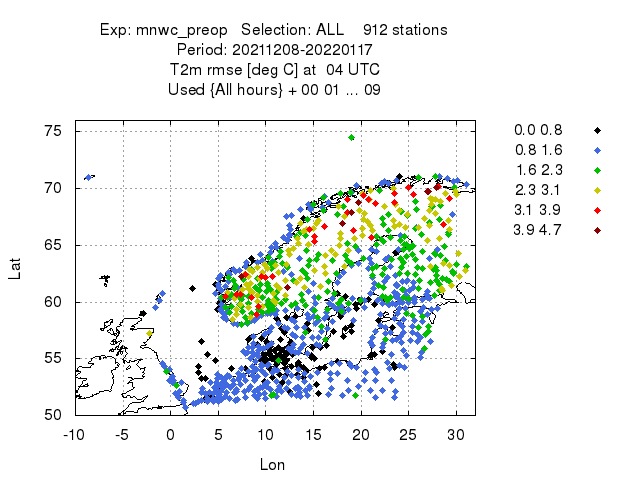 Exp: mnwc_preop   Selection: ALL    912 stations
Period: 20211208-20220117
T2m rmse [deg C] at  04 UTC
Used {All hours} + 00 01 ... 09
0.0 0.8
0.8 1.6
1.6 2.3
2.3 3.1
3.1 3.9
3.9 4.7
75
70
65
60
55
50
Lat
-10 -5 0 5 10 15 20 25 30
Lon